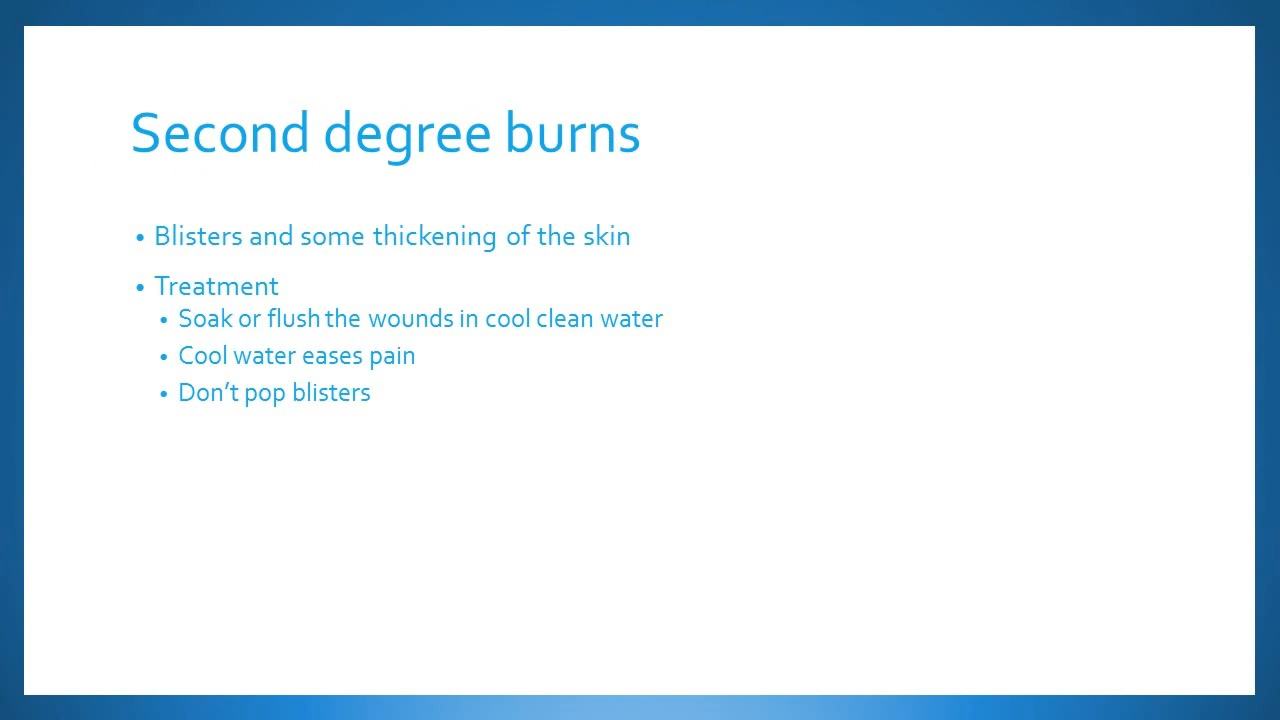 Second degree burns
• Blisters and some thickening of the skin
• Treatment
• Soak or flush the wounds in cool clean water
• Cool water eases pain
• Don’t pop blisters